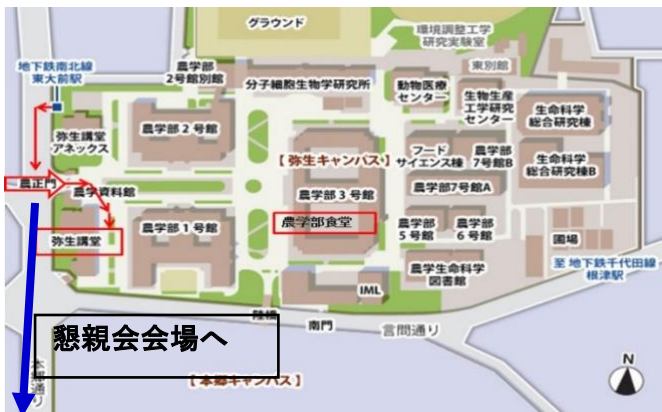 グラウンド
環境調整工学
研究実験室
地下鉄南北線
東大前駅
農学部
2号館別館
分子細胞生物学研究所
動物医療
センター
東別館
生物生産
工学研究
センター
生命科学
総合研究棟
弥生講堂
アネックス
農学部2号館
【弥生キャンパス】
フード
サイエンス棟
農学部
7号館B
生命科学
総合研究棟B
農正門
農学資料館
農学部3号館
農学部7号館A
弥生講堂
農学部1号館
農学部食堂
農学部
5号館
農学部
6号館
圃場
農学生命科学
図書館
至 地下鉄千代田線
根津駅
IML
陸橋
南門
言問通り
懇親会会場へ
本郷通り
【本郷キャンパス】
N